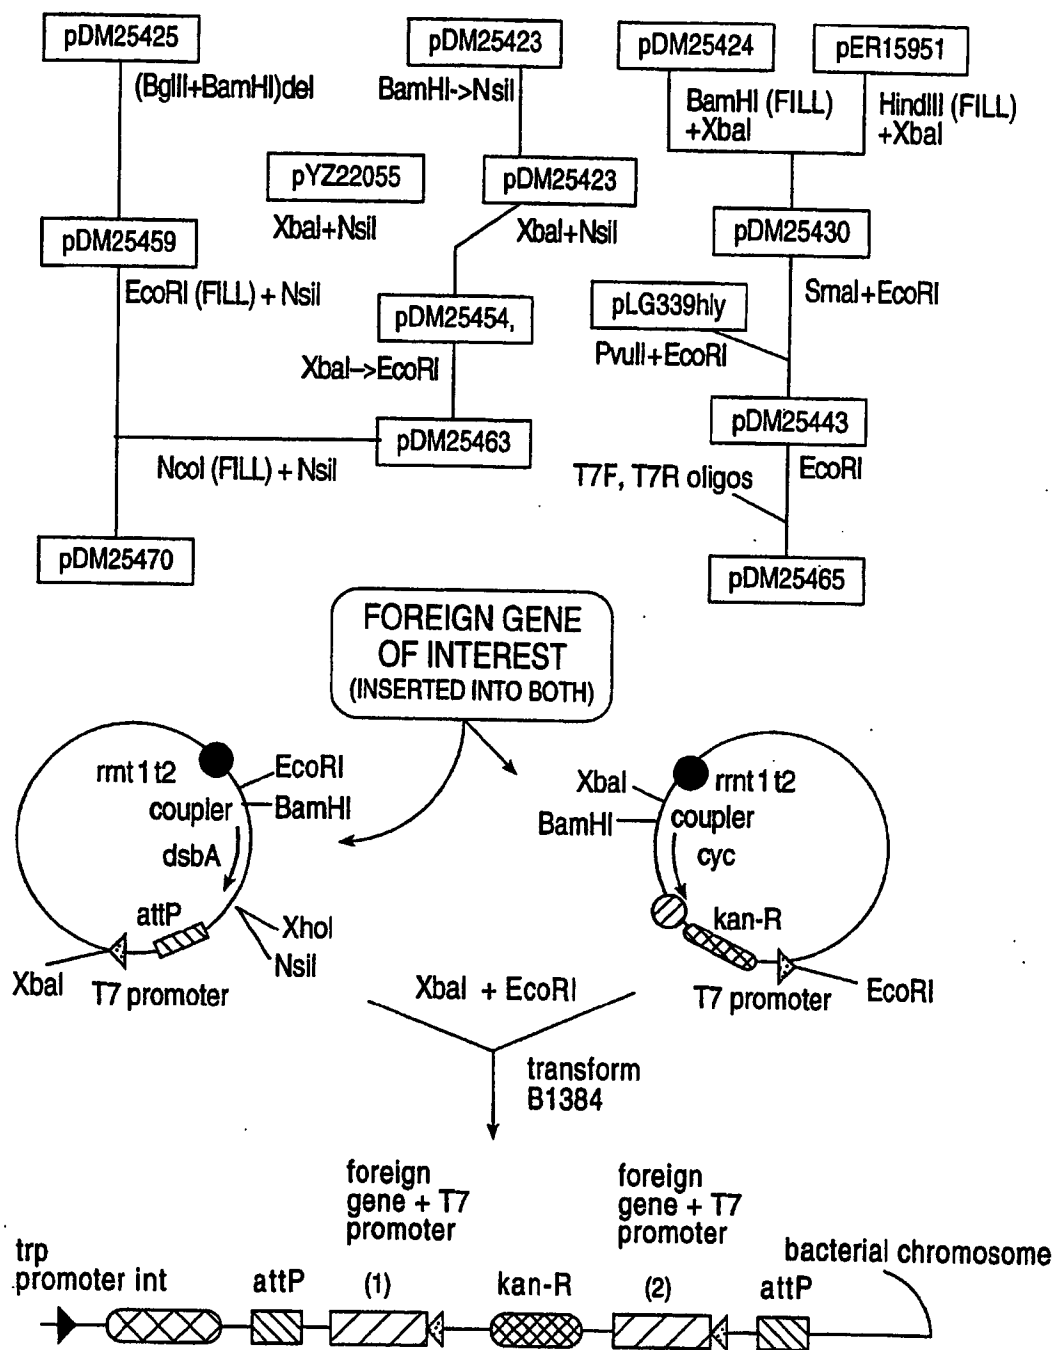 pDM25425
pDM25423
pDM25424
pER15951
(BglII+BamHI)del
BamHI->NsiI
BamHI (FILL)
+XbaI
HindIII (FILL)
+XbaI
pYZ22055
pDM25423
XbaI+NsiI
XbaI+NsiI
pDM25459
pDM25430
EcoRI (FILL) + NsiI
SmaI+EcoRI
pDM25454,
pLG339hly
PvuII+EcoRI
XbaI->EcoRI
pDM25463
pDM25443
NcoI (FILL) + NsiI
T7F, T7R oligos
EcoRI
pDM25470
pDM25465
FOREIGN GENE
OF INTEREST
(INSERTED INTO BOTH)
rrnt1t2
EcoRI
coupler
BamHI
dsbA
attP
XhoI
NsiI
XbaI
T7 promoter
XbaI
rrnt1t2
BamHI
coupler
cyc
kan-R
T7 promoter
EcoRI
XbaI + EcoRI
transform
B1384
foreign
gene + T7
promoter
foreign
gene + T7
promoter
trp
promoter int
attP
(1)
kan-R
(2)
attP
bacterial chromosome